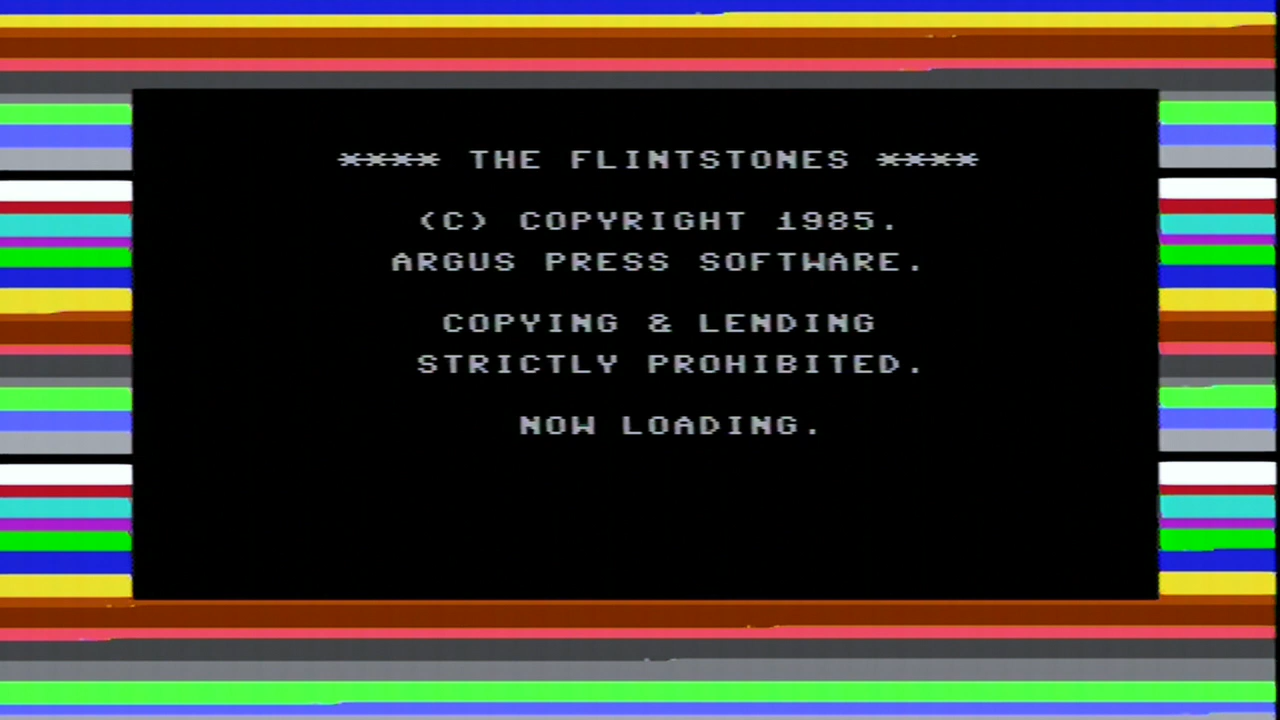 **** THE FLINTSTONES ****
(C) COPYRIGHT 1985.
ARGUS PRESS SOFTWARE.
COPYING & LENDING
STRICTLY PROHIBITED.
NOW LOADING.